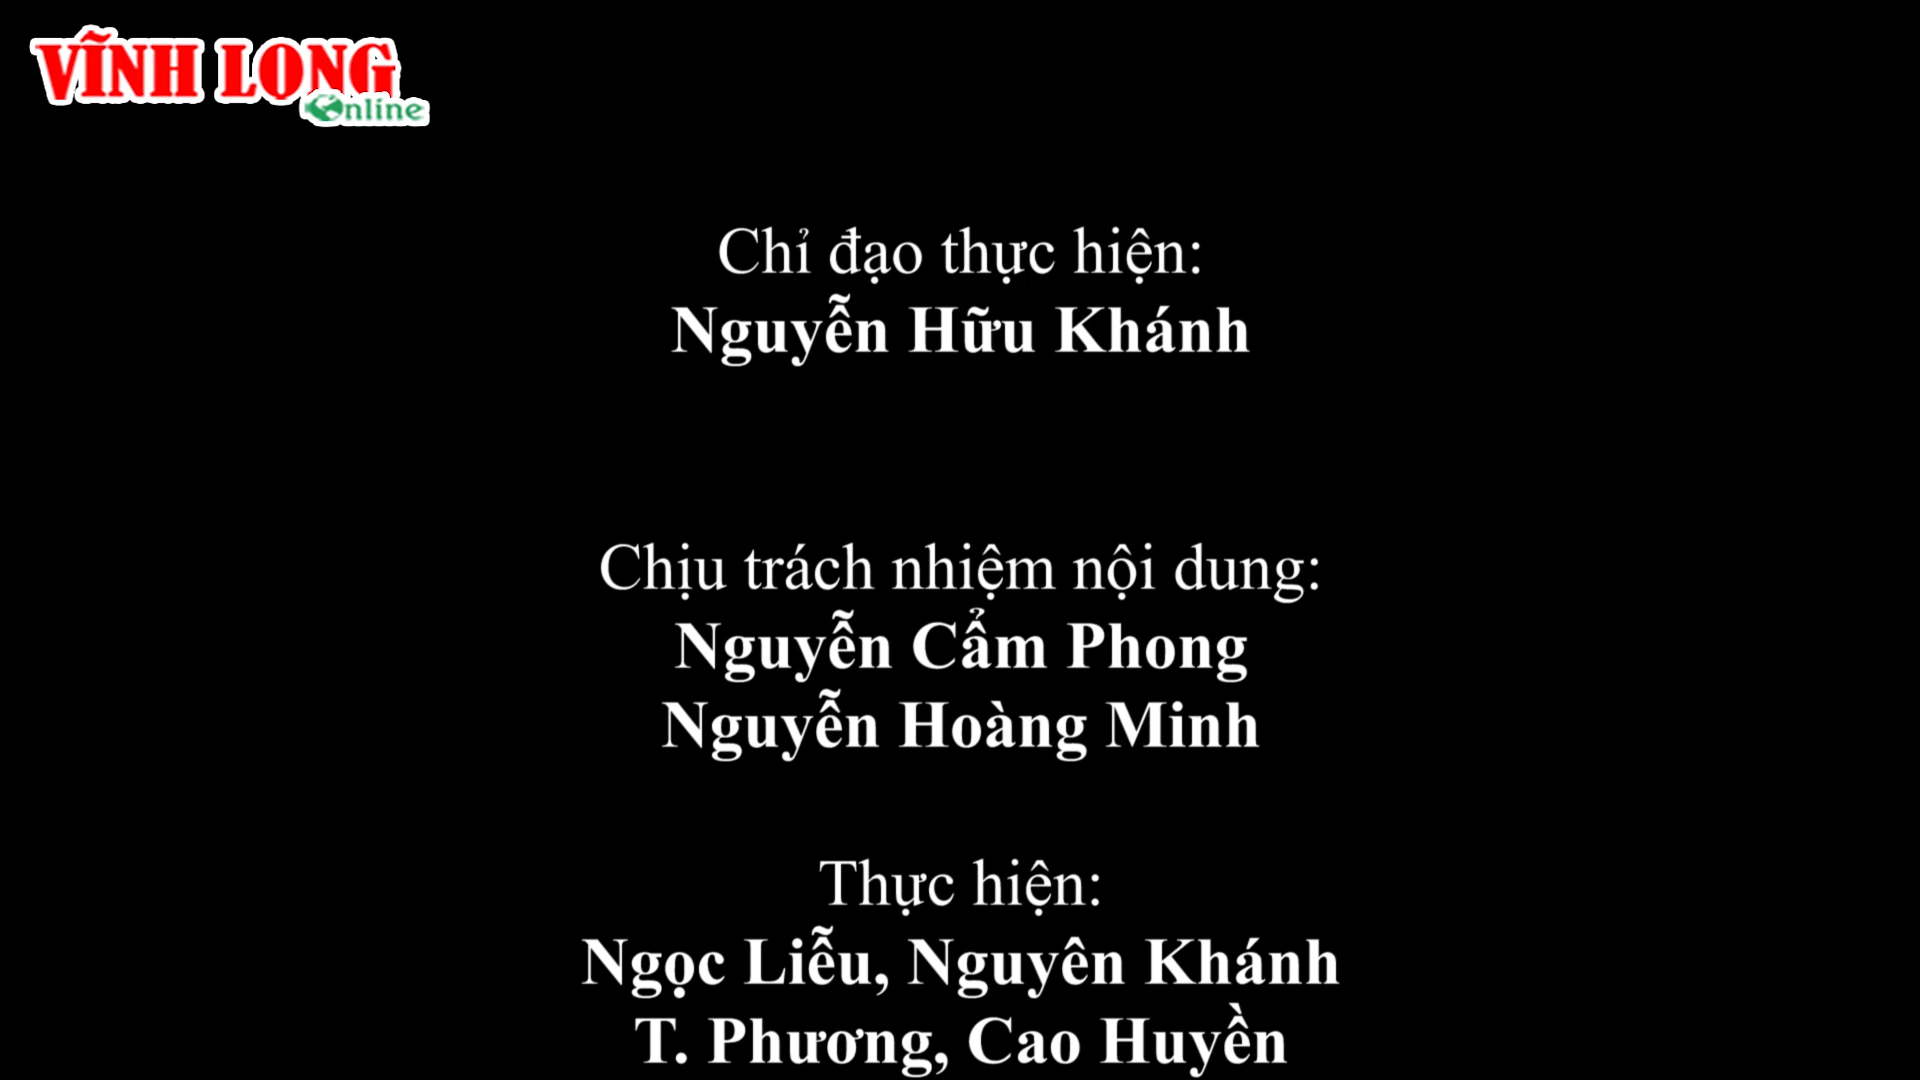 VĨNH LONG
Online
Chỉ đạo thực hiện:
Nguyễn Hữu Khánh
Chịu trách nhiệm nội dung:
Nguyễn Cẩm Phong
Nguyễn Hoàng Minh
Thực hiện:
Ngọc Liễu, Nguyên Khánh
T. Phương, Cao Huyền